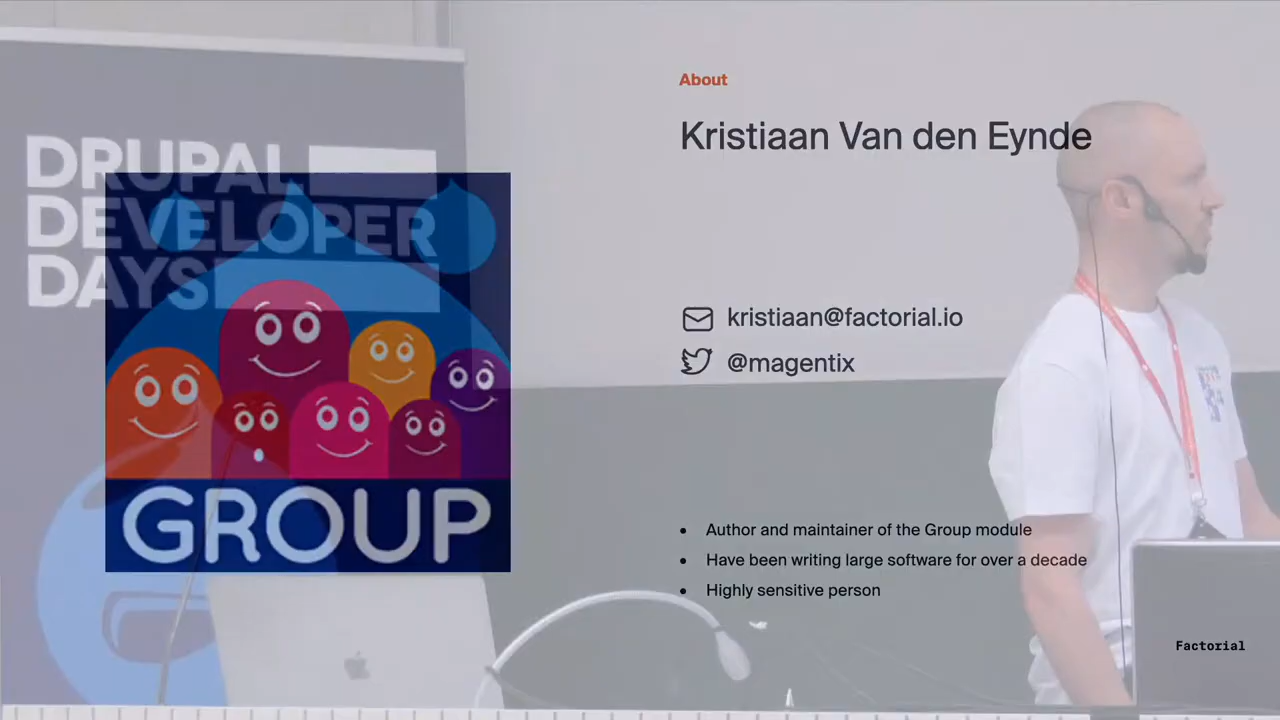 DRUPAL
DEVELOPER
DAYS
GROUP
About
Kristiaan Van den Eynde
kristiaan@factorial.io
@magentix
Author and maintainer of the Group module
Have been writing large software for over a decade
Highly sensitive person
Factorial